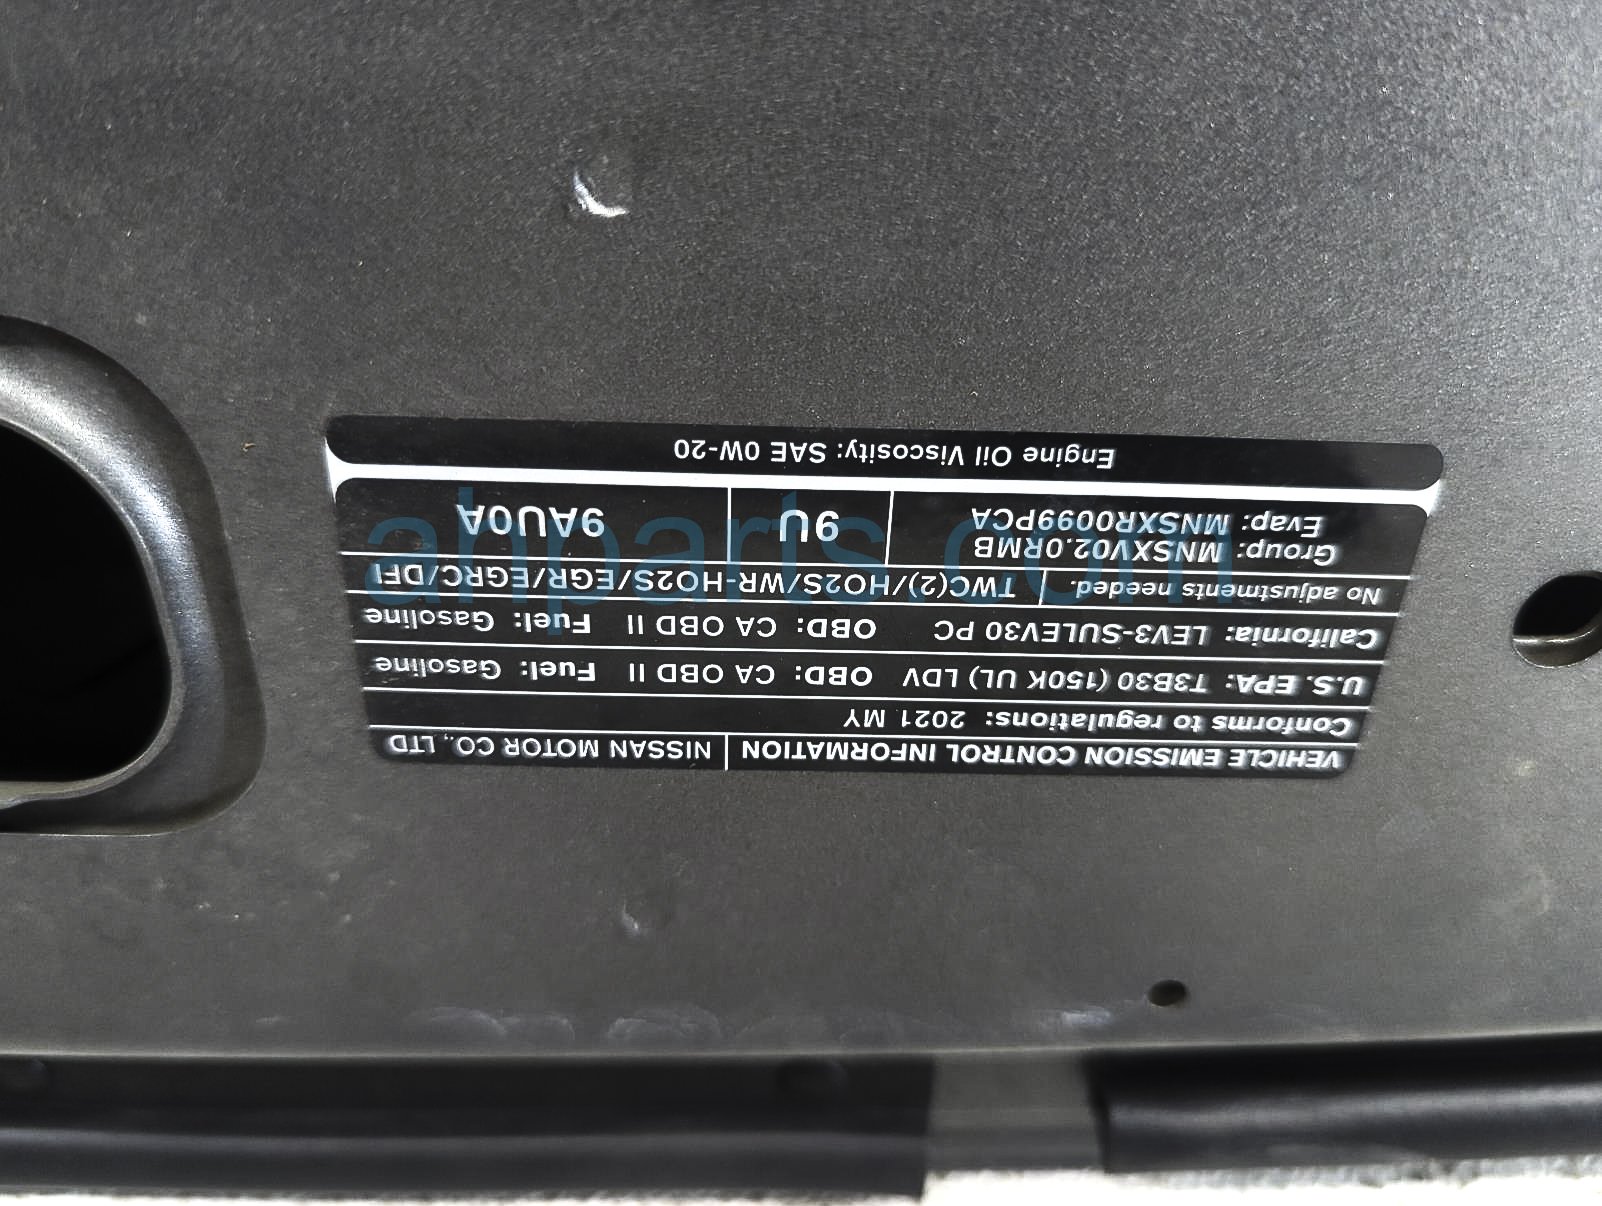 VEHICLE EMISSION CONTROL INFORMATION NISSAN MOTOR CO., LTD
Conforms to regulations: 2021 MY
U.S. EPA: T3B30 (150K UL) LDV OBD: CA OBD II Fuel: Gasoline
California: LEV3-SULEV30 PC OBD: CA OBD II Fuel: Gasoline
No adjustments needed. TWC(2)/HO2S/WR-HO2S/EGR/EGRC/DFI
Group: MNSXV02.0RMB
Evap: MNSXR0099PCA
9U
9AU0A
Engine Oil Viscosity: SAE 0W-20
ahparts.com